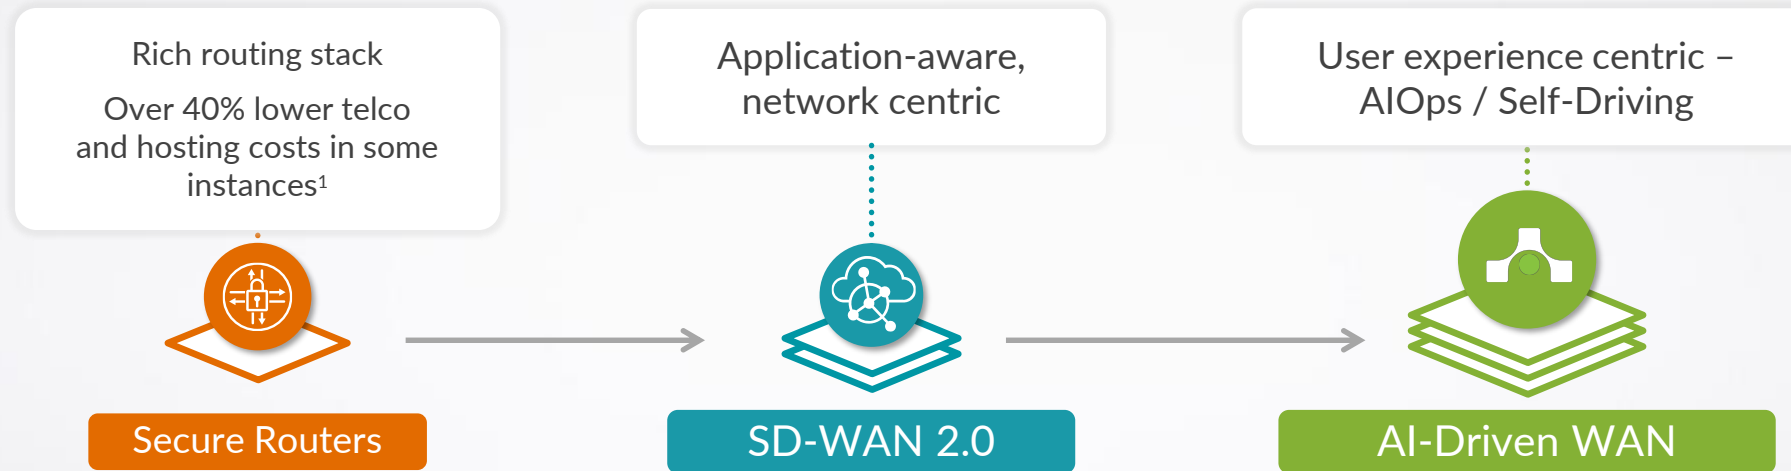 Rich routing stack
Over 40% lower telco
and hosting costs in some
instances¹
Application-aware,
network centric
User experience centric –
AIOps / Self-Driving
Secure Routers
SD-WAN 2.0
AI-Driven WAN